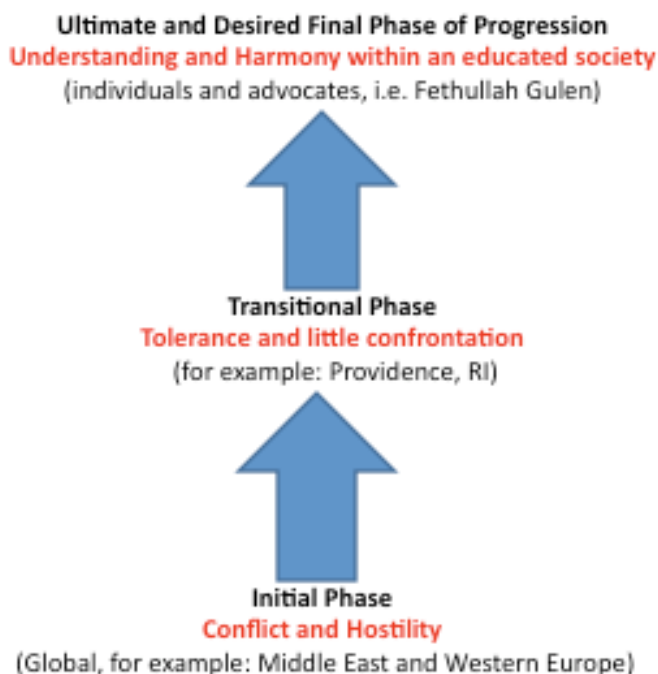 Ultimate and Desired Final Phase of Progression
Understanding and Harmony within an educated society
(individuals and advocates, i.e. Fethullah Gulen)
Transitional Phase
Tolerance and little confrontation
(for example: Providence, RI)
Initial Phase
Conflict and Hostility
(Global, for example: Middle East and Western Europe)